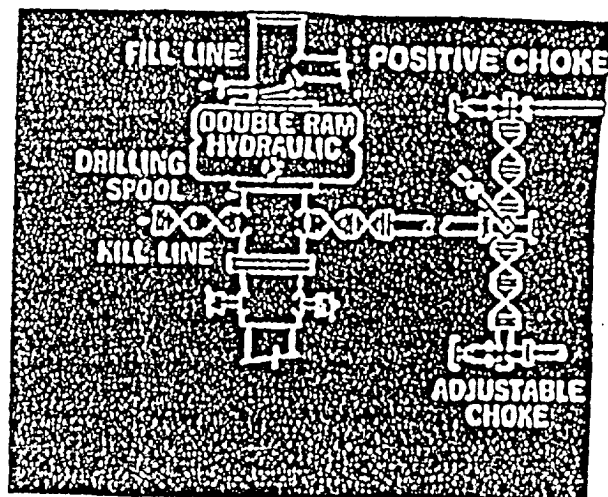 FILL LINE
POSITIVE CHOKE
DOUBLE RAM
HYDRAULIC
DRILLING
SPOOL
KILL LINE
ADJUSTABLE
CHOKE